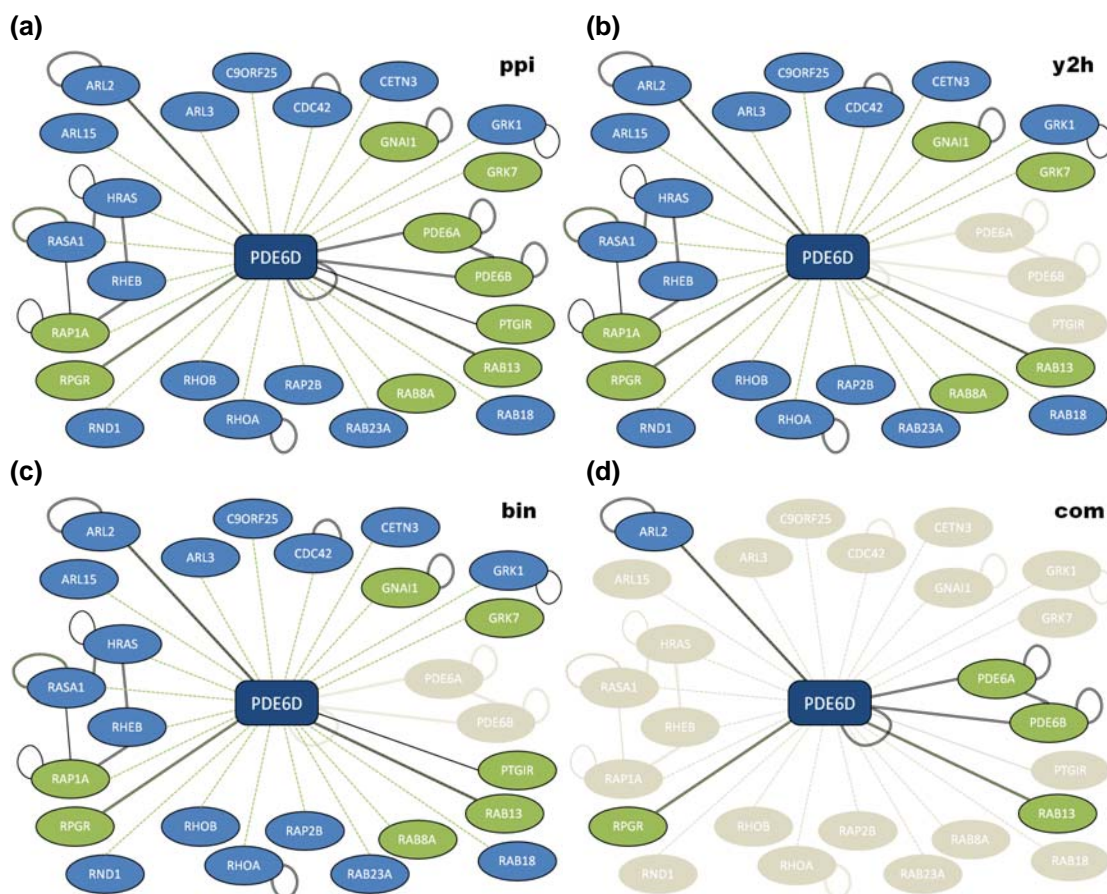 (a)
ppi
ARL2
C9ORF25
CETN3
ARL3
CDC42
ARL15
GNAI1
GRK1
GRK7
HRAS
RASA1
PDE6A
PDE6D
RHEB
PDE6B
RAP1A
PTGIR
RPGR
RAB13
RHOB
RAP2B
RAB8A
RND1
RHOA
RAB23A
RAB18
(b)
y2h
ARL2
C9ORF25
CETN3
ARL3
CDC42
ARL15
GNAI1
GRK1
GRK7
HRAS
RASA1
PDE6A
PDE6D
RHEB
PDE6B
RAP1A
PTGIR
RPGR
RAB13
RHOB
RAP2B
RAB8A
RND1
RHOA
RAB23A
RAB18
(c)
bin
ARL2
C9ORF25
CETN3
ARL3
CDC42
ARL15
GNAI1
GRK1
GRK7
HRAS
RASA1
PDE6A
PDE6D
RHEB
PDE6B
RAP1A
PTGIR
RPGR
RAB13
RHOB
RAP2B
RAB8A
RND1
RHOA
RAB23A
RAB18
(d)
com
ARL2
C9ORF25
CETN3
ARL3
CDC42
ARL15
GNAI1
GRK1
GRK7
HRAS
RASA1
PDE6A
PDE6D
RHEB
PDE6B
RAP1A
PTGIR
RPGR
RAB13
RHOB
RAP2B
RAB8A
RND1
RHOA
RAB23A
RAB18